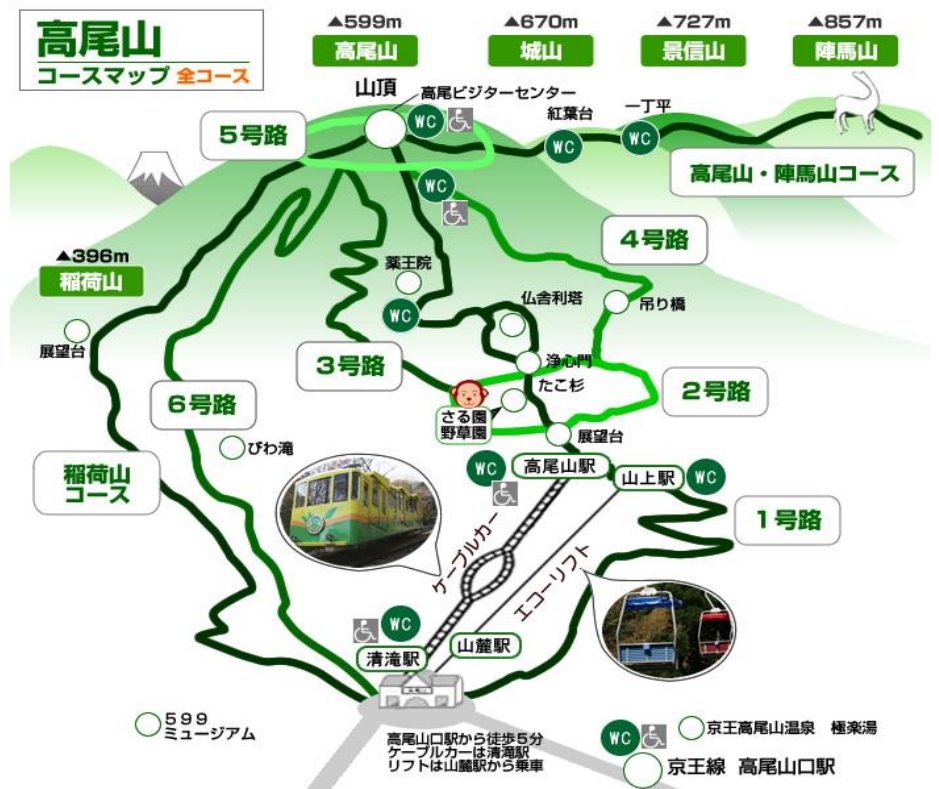 高尾山
コースマップ 全コース
▲599m
高尾山
▲670m
城山
▲727m
景信山
▲857m
陣馬山
山頂
高尾ビジターセンター
WC
5号路
紅葉台
WC
一丁平
WC
高尾山・陣馬山コース
WC
4号路
▲396m
稲荷山
展望台
薬王院
WC
仏舎利塔
吊り橋
浄心門
たこ杉
3号路
2号路
6号路
さる園
野草園
展望台
びわ滝
稲荷山
コース
WC
高尾山駅
山上駅
WC
1号路
ケーブルカー
エコーリフト
WC
清滝駅
山麓駅
599
ミュージアム
高尾山口駅から徒歩5分
ケーブルカーは清滝駅
リフトは山麓駅から乗車
WC
京王高尾山温泉 極楽湯
京王線 高尾山口駅